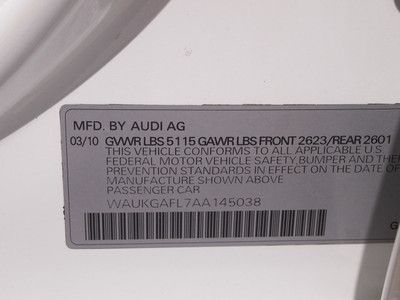 MFD. BY AUDI AG
03/10 GVWR LBS 5115 GAWR LBS FRONT 2623/REAR 2601
THIS VEHICLE CONFORMS TO ALL APPLICABLE U.S.
FEDERAL MOTOR VEHICLE SAFETY, BUMPER AND THEF
PREVENTION STANDARDS IN EFFECT ON THE DATE OF
MANUFACTURE SHOWN ABOVE
PASSENGER CAR
WAUKGAFL7AA145038
G